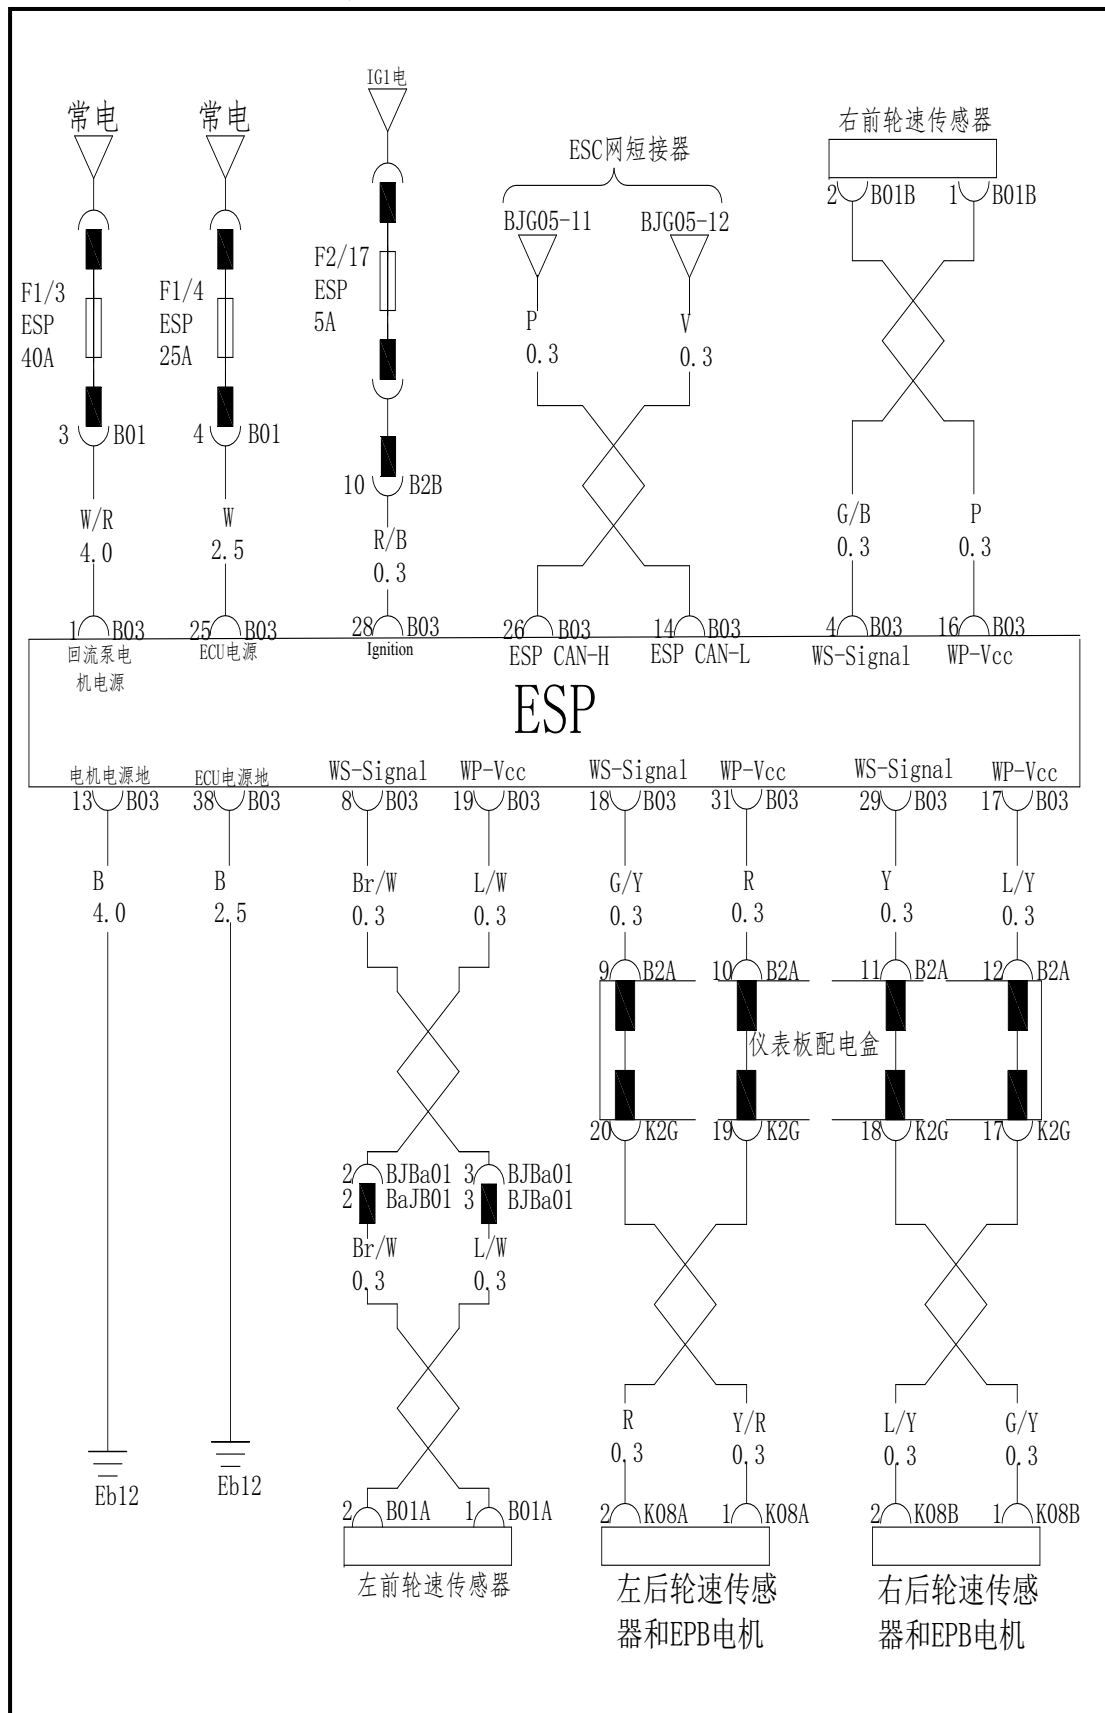 IG1电
常电
常电
右前轮速传感器
ESC网短接器
2 B01B 1 B01B
BJG05-11 BJG05-12
F1/3
ESP
40A
F1/4
ESP
25A
F2/17
ESP
5A
P
0.3
V
0.3
3 B01 4 B01
10 B2B
W/R
4.0
W
2.5
R/B
0.3
G/B
0.3
P
0.3
1 B03 25 B03 28 B03 26 B03 14 B03 4 B03 16 B03
回流泵电
机电源
ECU电源
Ignition
ESP CAN-H
ESP CAN-L
WS-Signal
WP-Vcc
ESP
电机电源地
ECU电源地
WS-Signal
WP-Vcc
WS-Signal
WP-Vcc
WS-Signal
WP-Vcc
13 B03 38 B03 8 B03 19 B03 18 B03 31 B03 29 B03 17 B03
B
4.0
B
2.5
Br/W
0.3
L/W
0.3
G/Y
0.3
R
0.3
Y
0.3
L/Y
0.3
9 B2A 10 B2A 11 B2A 12 B2A
仪表板配电盒
20 K2G 19 K2G 18 K2G 17 K2G
2 BJBa01 3 BJBa01
2 BaJB01 3 BJBa01
Br/W
0.3
L/W
0.3
R
0.3
Y/R
0.3
L/Y
0.3
G/Y
0.3
Eb12
Eb12
2 B01A 1 B01A 2 K08A 1 K08A 2 K08B 1 K08B
左前轮速传感器
左后轮速传感
器和EPB电机
右后轮速传感
器和EPB电机